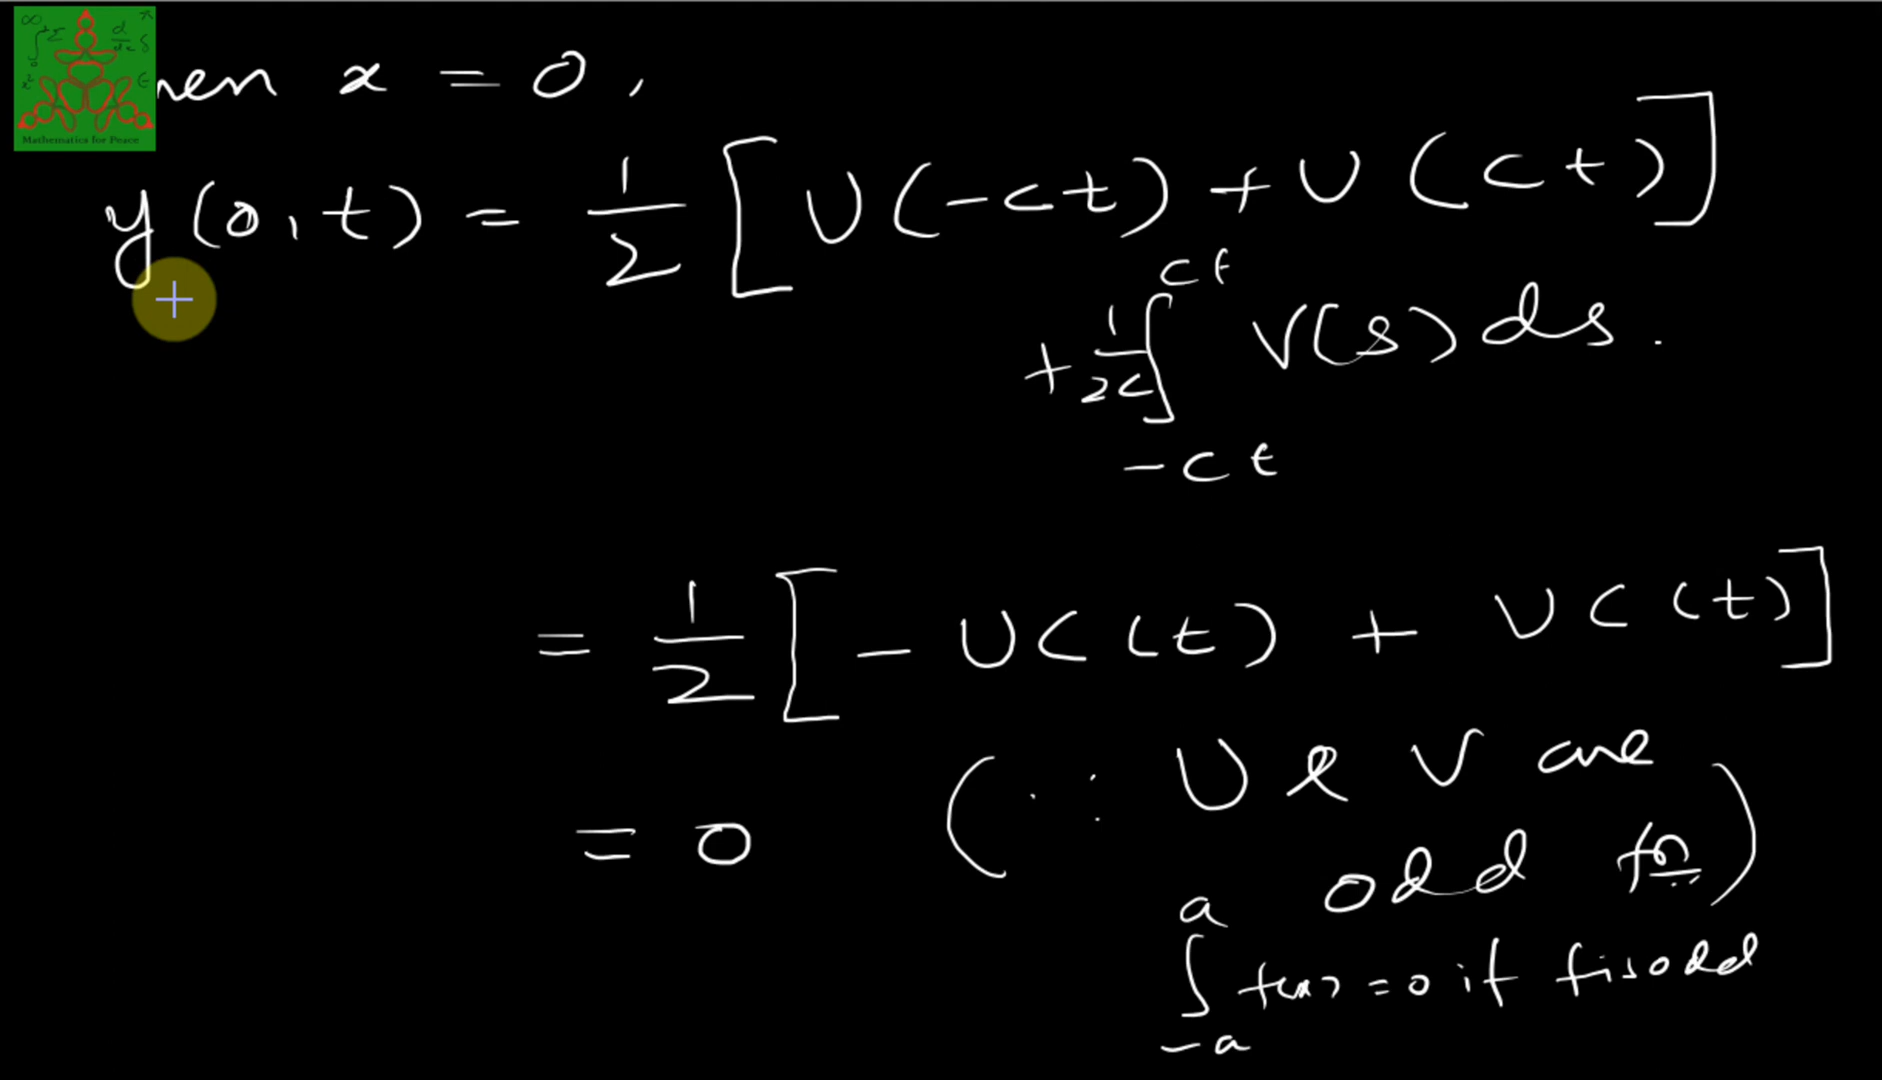 hen x = 0,
y(0,t) = 1/2 [U(-ct) + U(ct)]
+ 1/2c ∫_{-ct}^{ct} V(s) ds.
= 1/2 [-U(ct) + U(ct)]
= 0 (∵ U & V are
odd fn)
∫_{-a}^{a} f(x) = 0 if f is odd
Mathematics for Peace